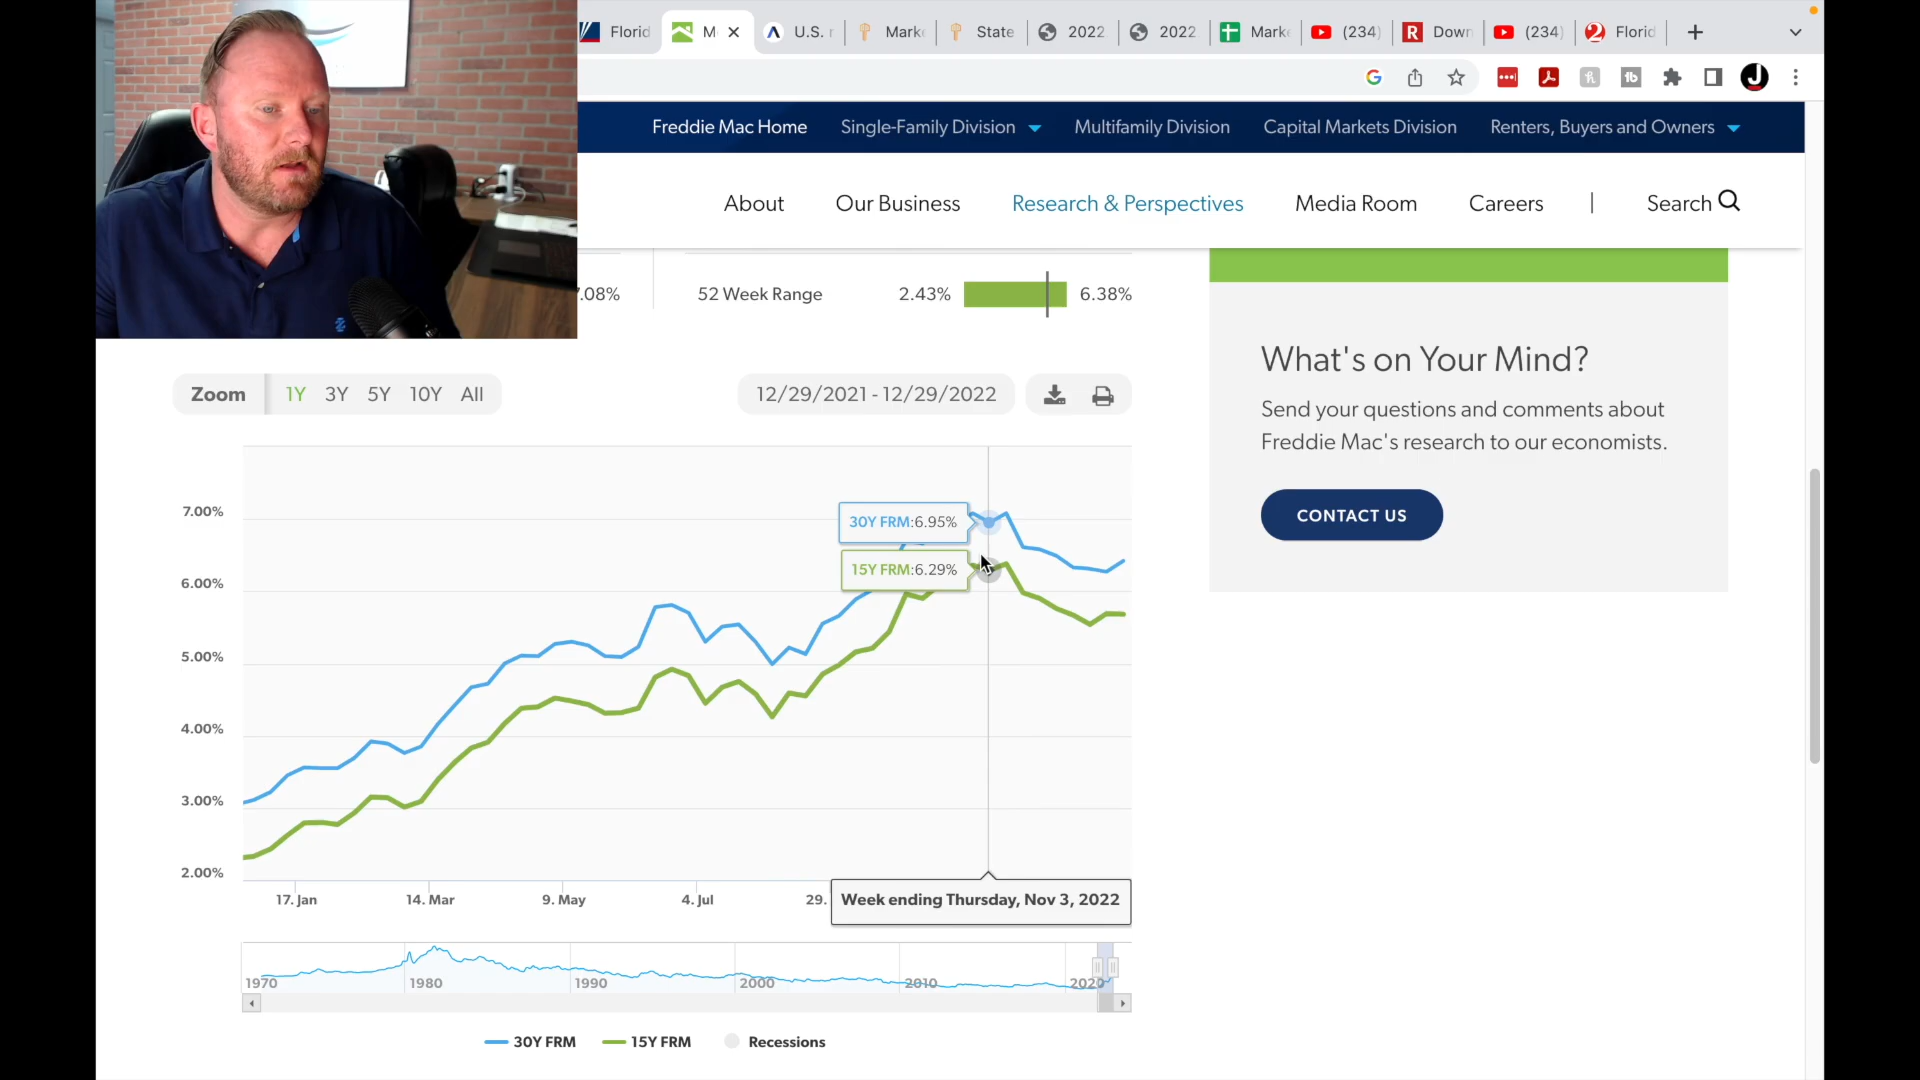 Florid
M
U.S. r
Marke
State
2022
2022
Marke
(234)
Down
(234)
Florid
Freddie Mac Home
Single-Family Division
Multifamily Division
Capital Markets Division
Renters, Buyers and Owners
About
Our Business
Research & Perspectives
Media Room
Careers
|
Search
.08%
52 Week Range
2.43%
6.38%
What's on Your Mind?
Send your questions and comments about
Freddie Mac's research to our economists.
CONTACT US
Zoom
1Y
3Y
5Y
10Y
All
12/29/2021 - 12/29/2022
7.00%
6.00%
5.00%
4.00%
3.00%
2.00%
30Y FRM:6.95%
15Y FRM:6.29%
17. Jan
14. Mar
9. May
4. Jul
29.
Week ending Thursday, Nov 3, 2022
1970
1980
1990
2000
2010
2020
30Y FRM
15Y FRM
Recessions